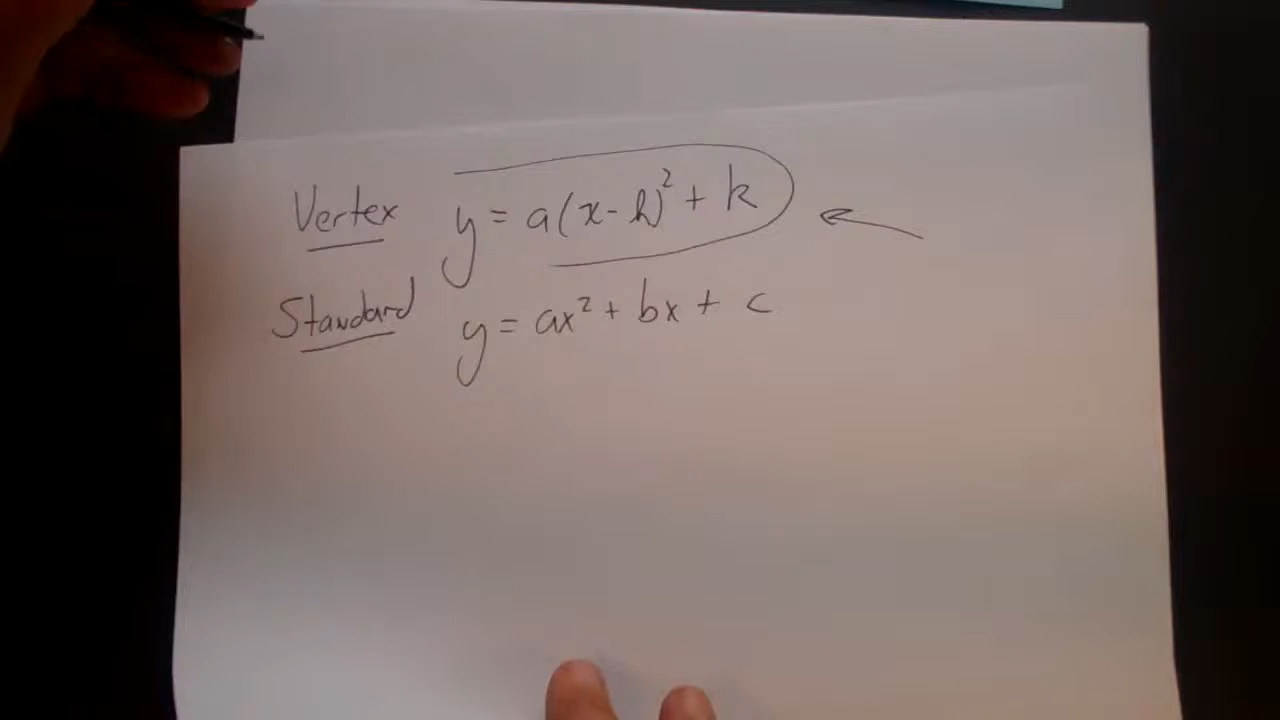 Vertex y = a(x-h)² + k
Standard y = ax² + bx + c